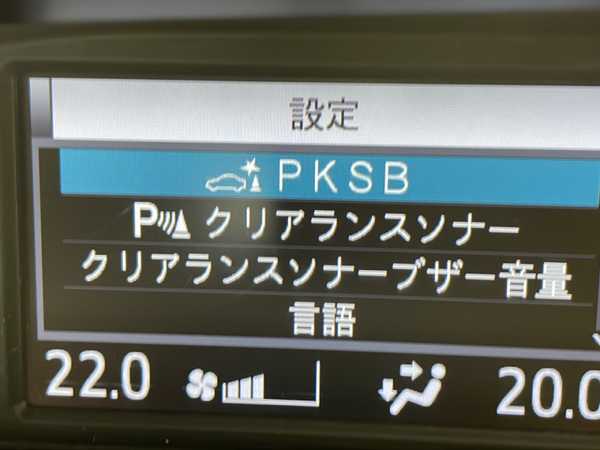 設定
PKSB
P クリアランスソナー
クリアランスソナーブザー音量
言語
22.0 20.0